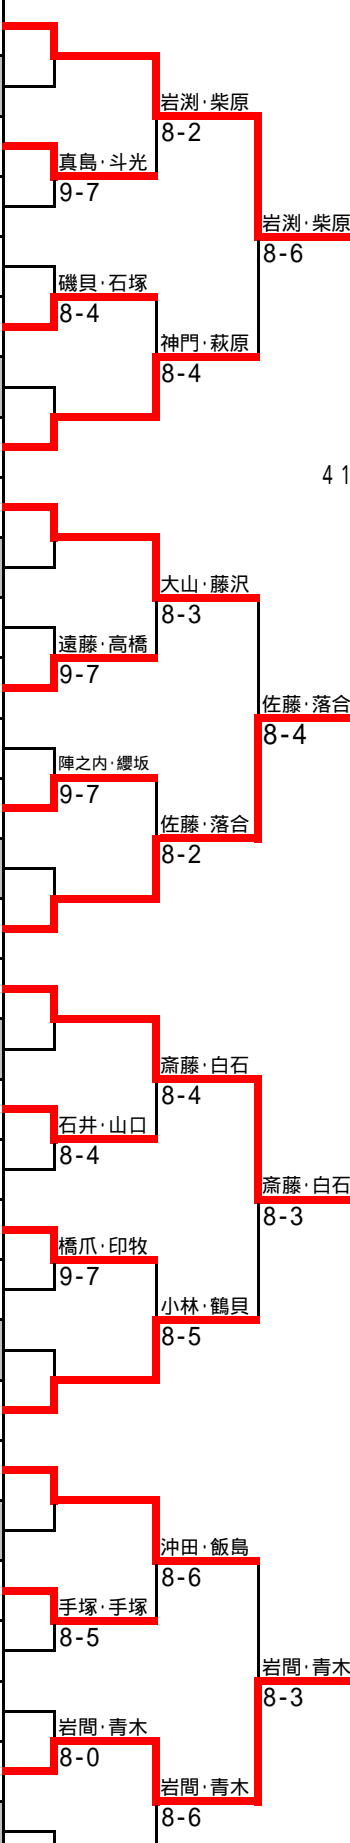 岩渕・柴原
8-2
真島・斗光
9-7
岩渕・柴原
8-6
磯貝・石塚
8-4
神門・萩原
8-4
41
大山・藤沢
8-3
遠藤・高橋
9-7
佐藤・落合
8-4
陣之内・纓坂
9-7
佐藤・落合
8-2
斎藤・白石
8-4
石井・山口
8-4
斎藤・白石
8-3
橋爪・印牧
9-7
小林・鶴貝
8-5
沖田・飯島
8-6
手塚・手塚
8-5
岩間・青木
8-3
岩間・青木
8-0
岩間・青木
8-6